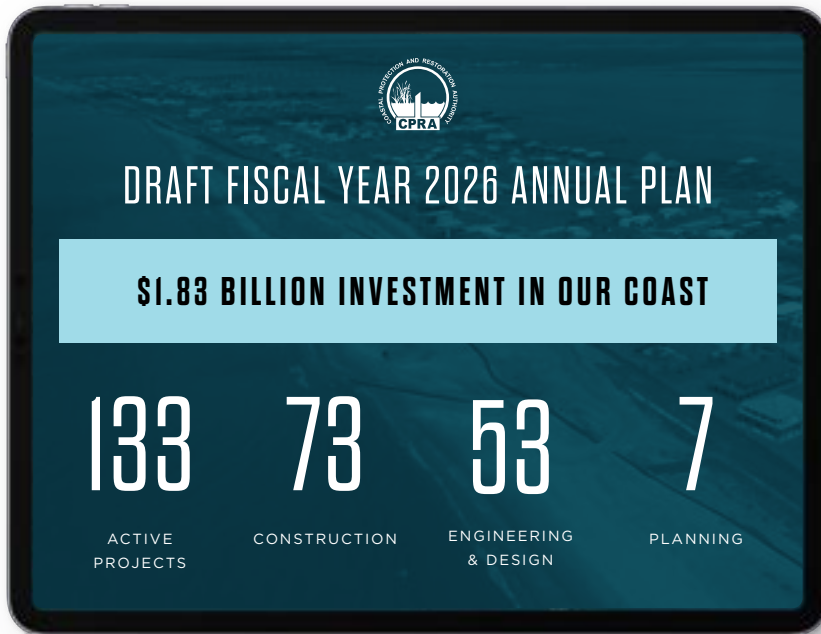 COASTAL PROTECTION AND RESTORATION AUTHORITY
CPRA
DRAFT FISCAL YEAR 2026 ANNUAL PLAN
$1.83 BILLION INVESTMENT IN OUR COAST
133 73 53 7
ACTIVE PROJECTS
CONSTRUCTION
ENGINEERING & DESIGN
PLANNING